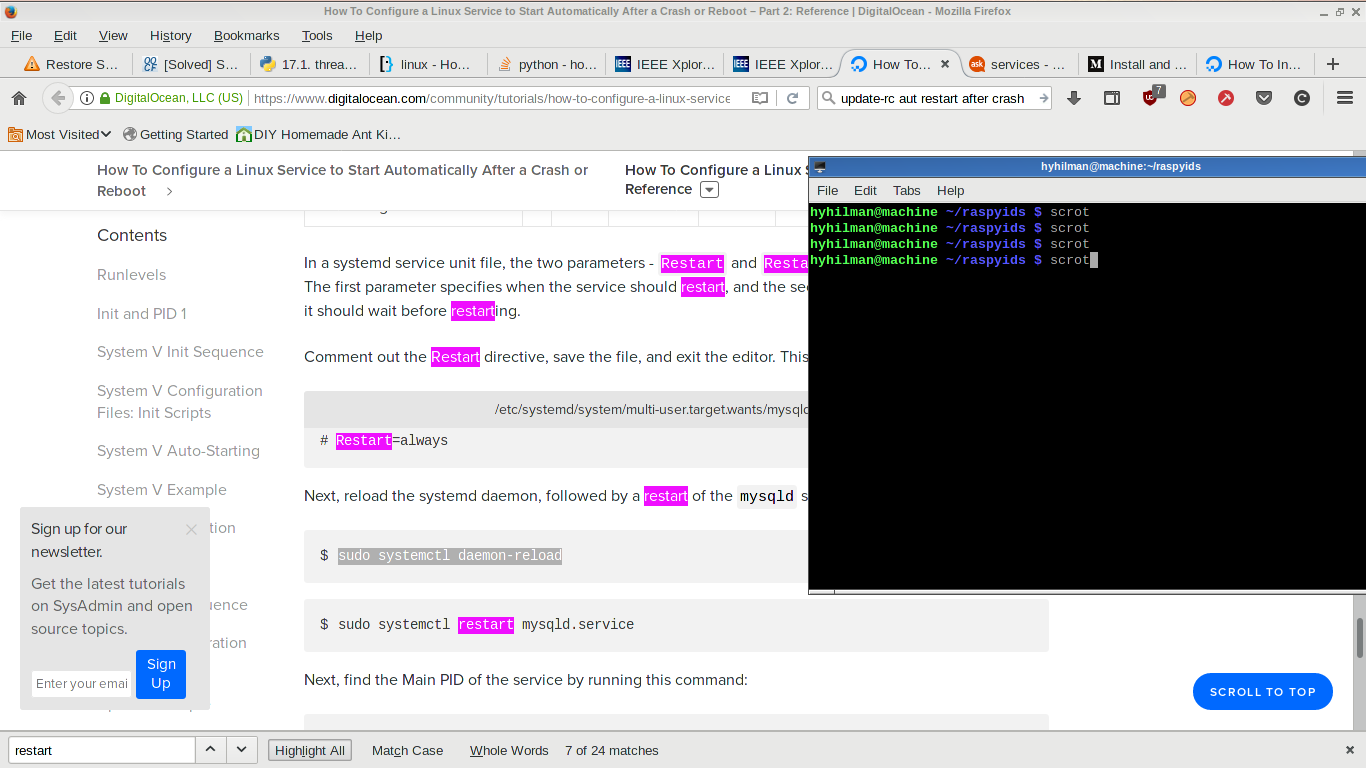 How To Configure a Linux Service to Start Automatically After a Crash or Reboot – Part 2: Reference | DigitalOcean - Mozilla Firefox
File Edit View History Bookmarks Tools Help
Restore S... [Solved] S... 17.1. threa... linux - Ho... python - ho... IEEE Xplor... IEEE Xplor... How To... services - ... Install and ... How To In...
DigitalOcean, LLC (US) https://www.digitalocean.com/community/tutorials/how-to-configure-a-linux-service update-rc aut restart after crash 7
Most Visited Getting Started DIY Homemade Ant Ki...
How To Configure a Linux Service to Start Automatically After a Crash or
Reboot
How To Configure a Linux S
Reference
Contents
Runlevels
Init and PID 1
System V Init Sequence
System V Configuration
Files: Init Scripts
System V Auto-Starting
System V Example
tion
uence
ration
Sign up for our
newsletter.
Get the latest tutorials
on SysAdmin and open
source topics.
Enter your emai
Sign
Up
In a systemd service unit file, the two parameters - Restart and Resta
The first parameter specifies when the service should restart, and the sec
it should wait before restarting.
Comment out the Restart directive, save the file, and exit the editor. This
/etc/systemd/system/multi-user.target.wants/mysqld
# Restart=always
Next, reload the systemd daemon, followed by a restart of the mysqld s
$ sudo systemctl daemon-reload
$ sudo systemctl restart mysqld.service
Next, find the Main PID of the service by running this command:
SCROLL TO TOP
hyhilman@machine:~/raspyids
File Edit Tabs Help
hyhilman@machine ~/raspyids $ scrot
hyhilman@machine ~/raspyids $ scrot
hyhilman@machine ~/raspyids $ scrot
hyhilman@machine ~/raspyids $ scrot
restart Highlight All Match Case Whole Words 7 of 24 matches